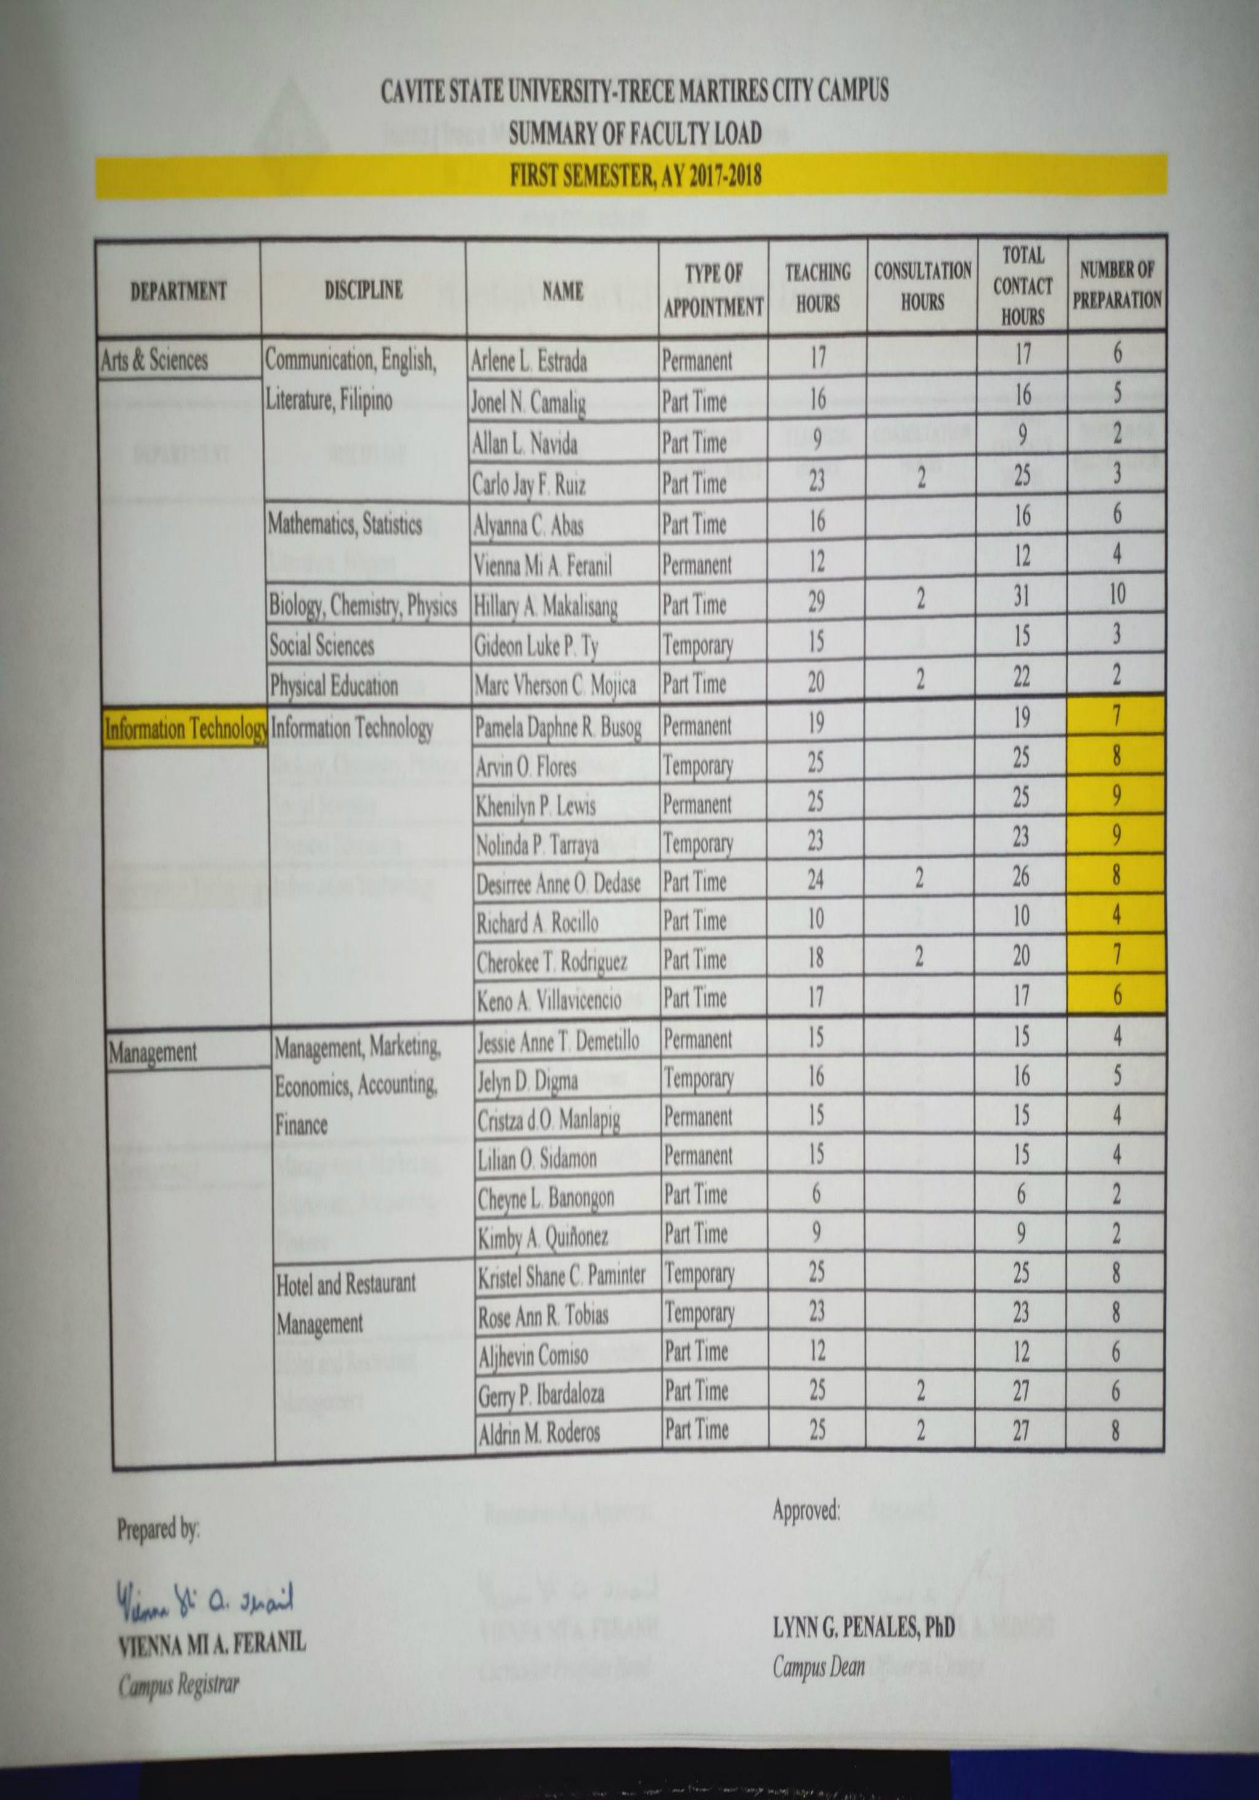 CAVITE STATE UNIVERSITY-TRECE MARTIRES CITY CAMPUS
SUMMARY OF FACULTY LOAD
FIRST SEMESTER, AY 2017-2018
DEPARTMENT DISCIPLINE NAME TYPE OF APPOINTMENT TEACHING HOURS CONSULTATION HOURS TOTAL CONTACT HOURS NUMBER OF PREPARATION
Arts & Sciences Communication, English, Arlene L. Estrada Permanent 17 17 6
Literature, Filipino Jonel N. Camalig Part Time 16 16 5
Allan L. Navida Part Time 9 9 2
Carlo Jay F. Ruiz Part Time 23 2 25 3
Mathematics, Statistics Alyanna C. Abas Part Time 16 16 6
Vienna Mi A. Feranil Permanent 12 12 4
Biology, Chemistry, Physics Hillary A. Makalisang Part Time 29 2 31 10
Social Sciences Gideon Luke P. Ty Temporary 15 15 3
Physical Education Marc Vherson C. Mojica Part Time 20 2 22 2
Information Technology Information Technology Pamela Daphne R. Busog Permanent 19 19 7
Arvin O. Flores Temporary 25 25 8
Khenilyn P. Lewis Permanent 25 25 9
Nolinda P. Tarraya Temporary 23 23 9
Desirree Anne O. Dedase Part Time 24 2 26 8
Richard A. Rocillo Part Time 10 10 4
Cherokee T. Rodriguez Part Time 18 2 20 7
Keno A. Villavicencio Part Time 17 17 6
Management Management, Marketing, Jessie Anne T. Demetillo Permanent 15 15 4
Economics, Accounting, Jelyn D. Digma Temporary 16 16 5
Finance Cristza d.O. Manlapig Permanent 15 15 4
Lilian O. Sidamon Permanent 15 15 4
Cheyne L. Banongon Part Time 6 6 2
Kimby A. Quiñonez Part Time 9 9 2
Hotel and Restaurant Kristel Shane C. Paminter Temporary 25 25 8
Management Rose Ann R. Tobias Temporary 23 23 8
Aljhevin Comiso Part Time 12 12 6
Gerry P. Ibardaloza Part Time 25 2 27 6
Aldrin M. Roderos Part Time 25 2 27 8
Prepared by:
Approved:
Vienna Mi A. Feranil
VIENNA MI A. FERANIL
Campus Registrar
LYNN G. PENALES, PhD
Campus Dean